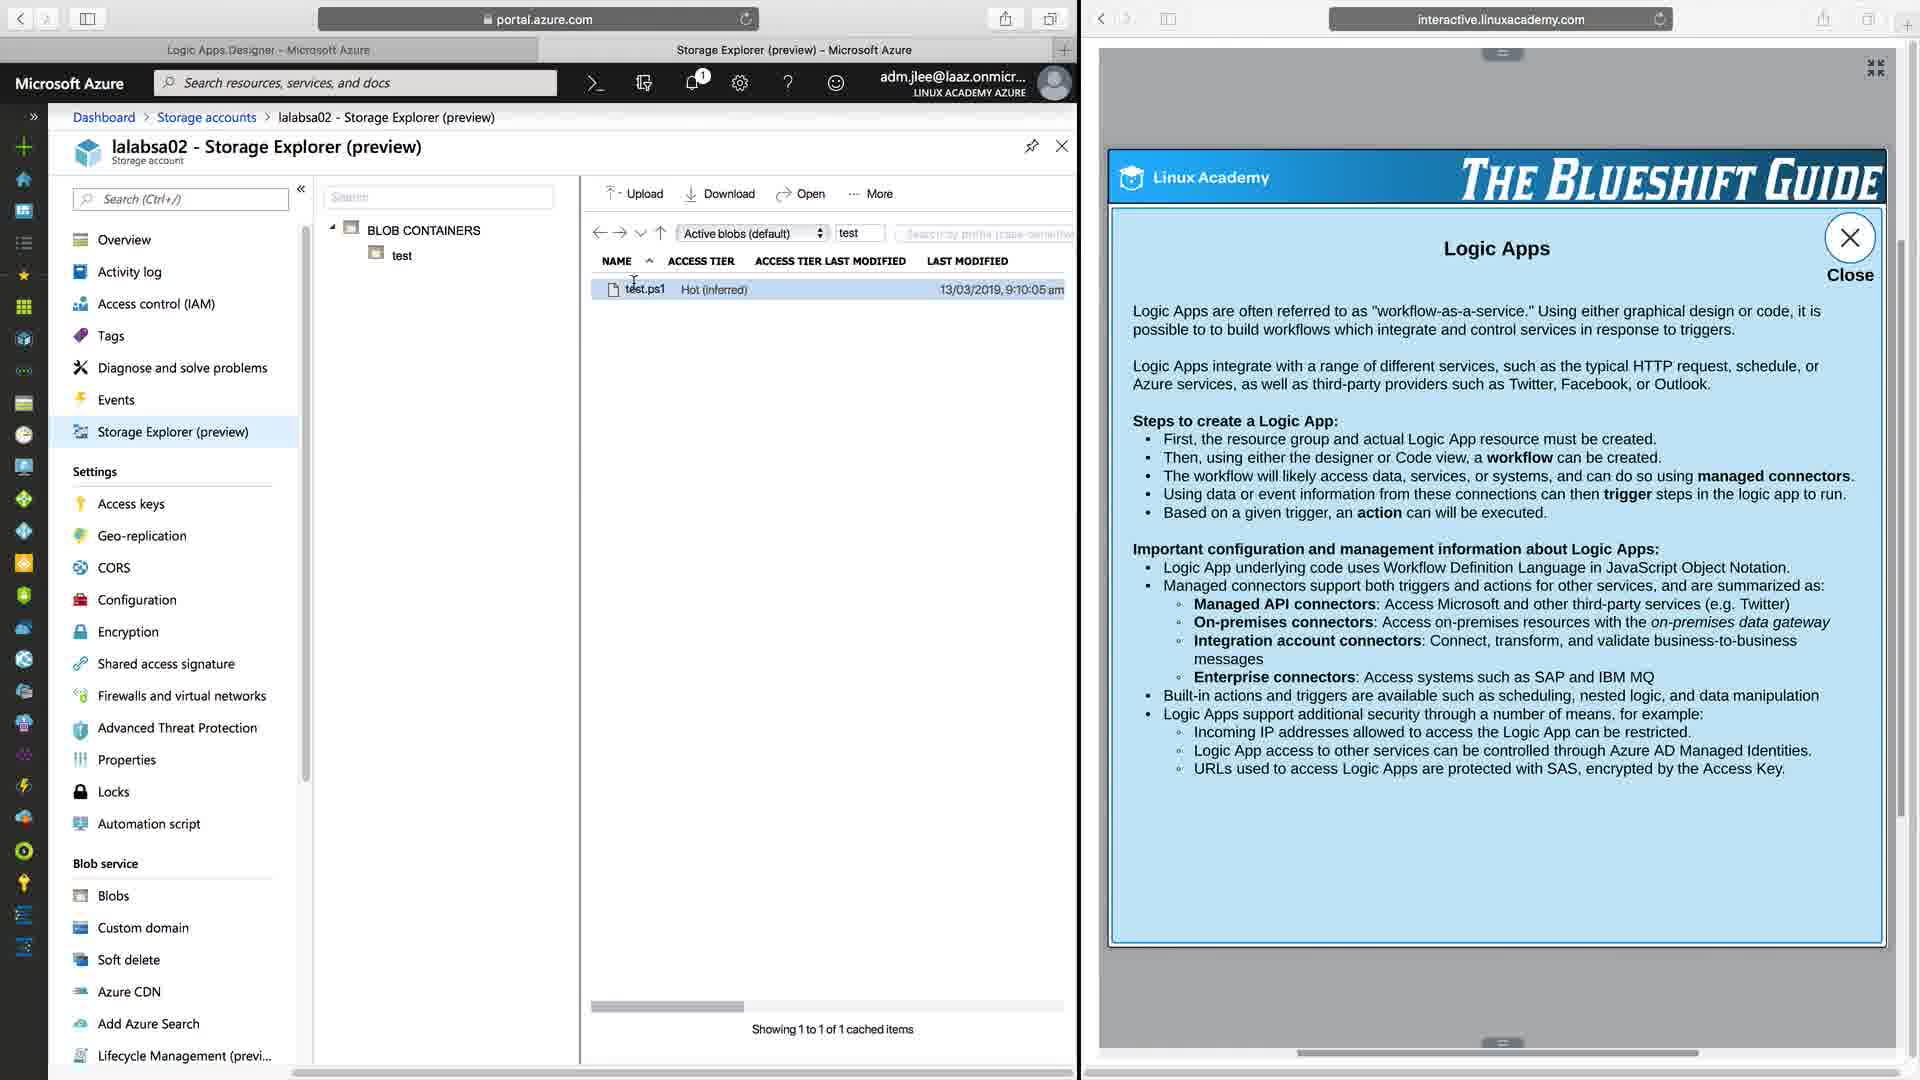 portal.azure.com
Logic Apps Designer - Microsoft Azure
Storage Explorer (preview) - Microsoft Azure
Microsoft Azure
Search resources, services, and docs
1
adm.jlee@laaz.onmicr...
LINUX ACADEMY AZURE
Dashboard > Storage accounts > lalabsa02 - Storage Explorer (preview)
lalabsa02 - Storage Explorer (preview)
Storage account
Search (Ctrl+/)
Overview
Activity log
Access control (IAM)
Tags
Diagnose and solve problems
Events
Storage Explorer (preview)
Settings
Access keys
Geo-replication
CORS
Configuration
Encryption
Shared access signature
Firewalls and virtual networks
Advanced Threat Protection
Properties
Locks
Automation script
Blob service
Blobs
Custom domain
Soft delete
Azure CDN
Add Azure Search
Lifecycle Management (previ...
Search
BLOB CONTAINERS
test
Upload
Download
Open
More
Active blobs (default)
test
Search by prefix (case-sensitive
NAME ACCESS TIER ACCESS TIER LAST MODIFIED LAST MODIFIED
test.ps1 Hot (inferred) 13/03/2019, 9:10:05 am
Showing 1 to 1 of 1 cached items
interactive.linuxacademy.com
Linux Academy
THE BLUESHIFT GUIDE
Logic Apps
Close
Logic Apps are often referred to as "workflow-as-a-service." Using either graphical design or code, it is
possible to to build workflows which integrate and control services in response to triggers.
Logic Apps integrate with a range of different services, such as the typical HTTP request, schedule, or
Azure services, as well as third-party providers such as Twitter, Facebook, or Outlook.
Steps to create a Logic App:
• First, the resource group and actual Logic App resource must be created.
• Then, using either the designer or Code view, a workflow can be created.
• The workflow will likely access data, services, or systems, and can do so using managed connectors.
• Using data or event information from these connections can then trigger steps in the logic app to run.
• Based on a given trigger, an action can will be executed.
Important configuration and management information about Logic Apps:
• Logic App underlying code uses Workflow Definition Language in JavaScript Object Notation.
• Managed connectors support both triggers and actions for other services, and are summarized as:
◦ Managed API connectors: Access Microsoft and other third-party services (e.g. Twitter)
◦ On-premises connectors: Access on-premises resources with the on-premises data gateway
◦ Integration account connectors: Connect, transform, and validate business-to-business
messages
◦ Enterprise connectors: Access systems such as SAP and IBM MQ
• Built-in actions and triggers are available such as scheduling, nested logic, and data manipulation
• Logic Apps support additional security through a number of means, for example:
◦ Incoming IP addresses allowed to access the Logic App can be restricted.
◦ Logic App access to other services can be controlled through Azure AD Managed Identities.
◦ URLs used to access Logic Apps are protected with SAS, encrypted by the Access Key.